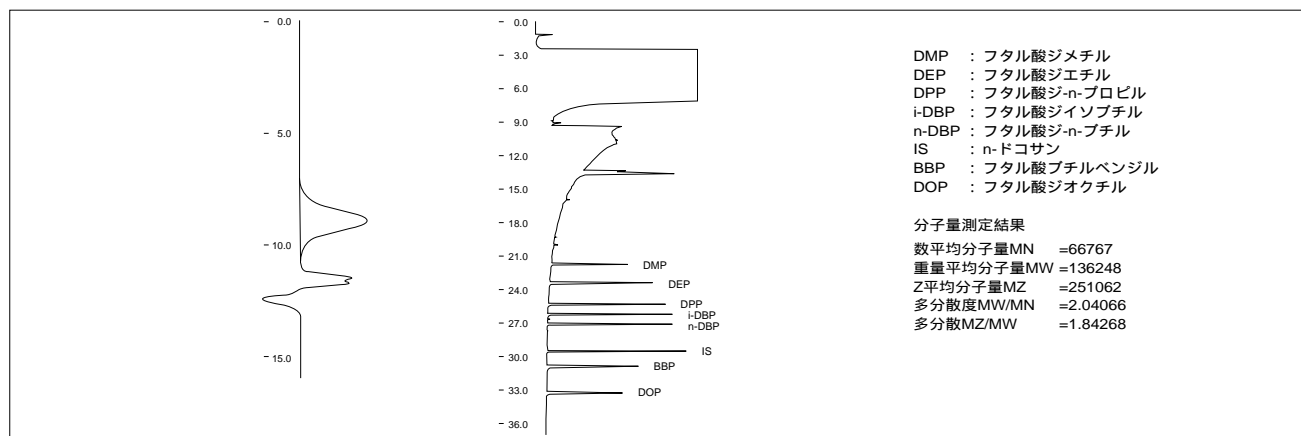 0.0
5.0
10.0
15.0
0.0
3.0
6.0
9.0
12.0
15.0
18.0
21.0
24.0
27.0
30.0
33.0
36.0
DMP
DEP
DPP
i-DBP
n-DBP
IS
BBP
DOP
DMP : フタル酸ジメチル
DEP : フタル酸ジエチル
DPP : フタル酸ジ-n-プロピル
i-DBP : フタル酸ジイソブチル
n-DBP : フタル酸ジ-n-ブチル
IS : n-ドコサン
BBP : フタル酸ブチルベンジル
DOP : フタル酸ジオクチル
分子量測定結果
数平均分子量MN =66767
重量平均分子量MW =136248
Z平均分子量MZ =251062
多分散度MW/MN =2.04066
多分散MZ/MW =1.84268